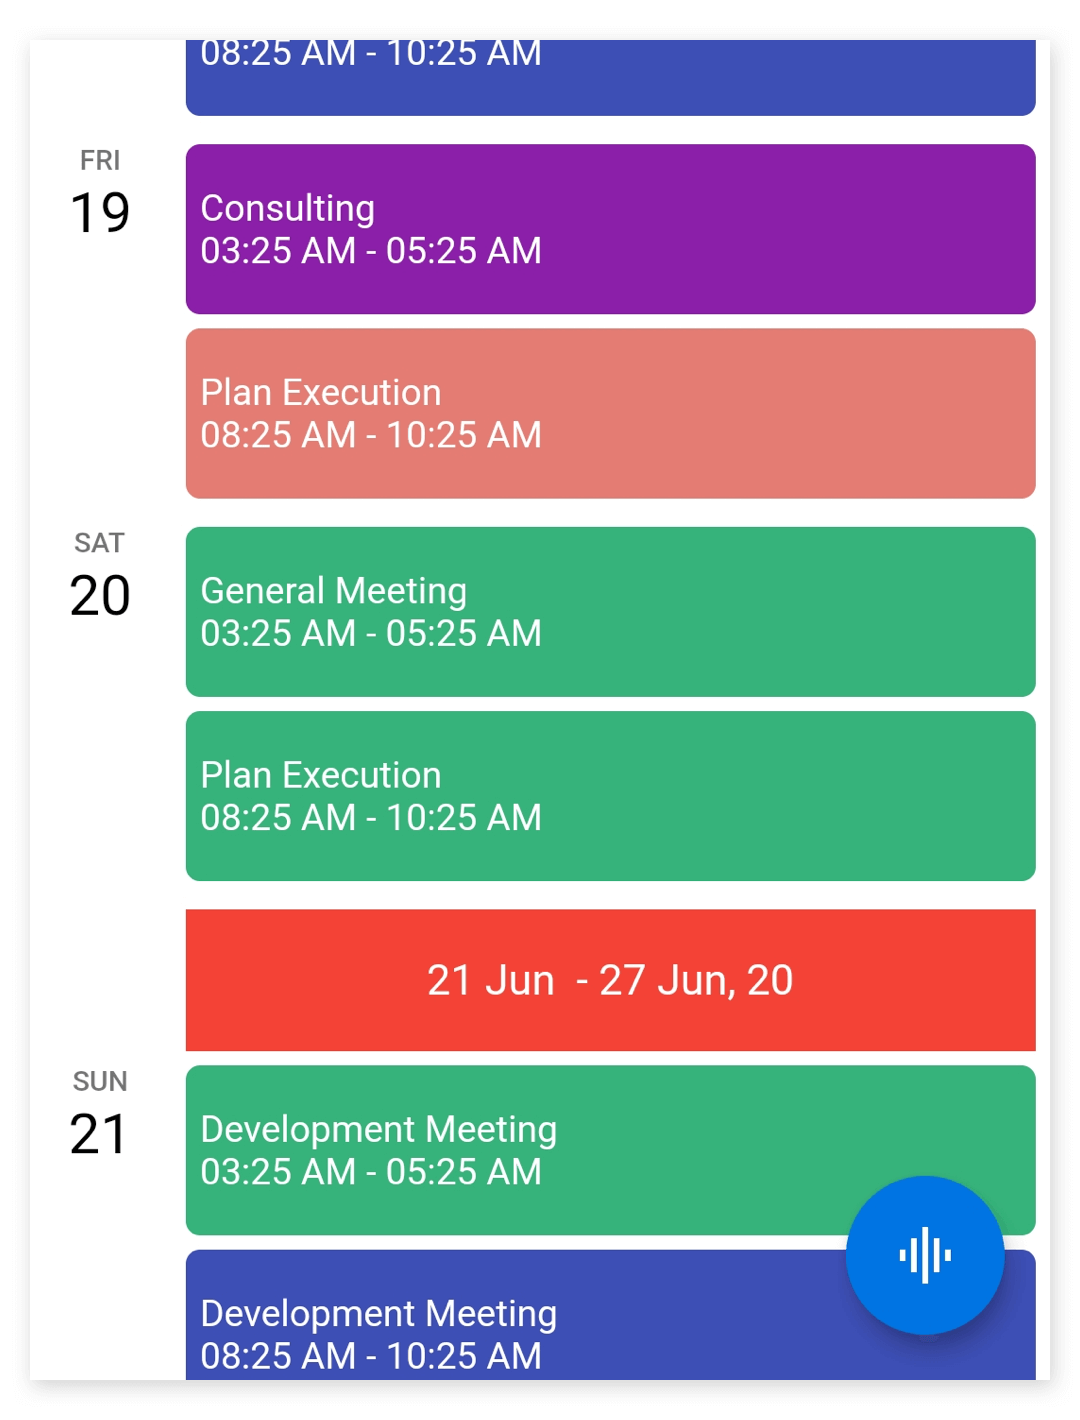 08:25 AM - 10:25 AM
FRI
19
Consulting
03:25 AM - 05:25 AM
Plan Execution
08:25 AM - 10:25 AM
SAT
20
General Meeting
03:25 AM - 05:25 AM
Plan Execution
08:25 AM - 10:25 AM
21 Jun  - 27 Jun, 20
SUN
21
Development Meeting
03:25 AM - 05:25 AM
Development Meeting
08:25 AM - 10:25 AM